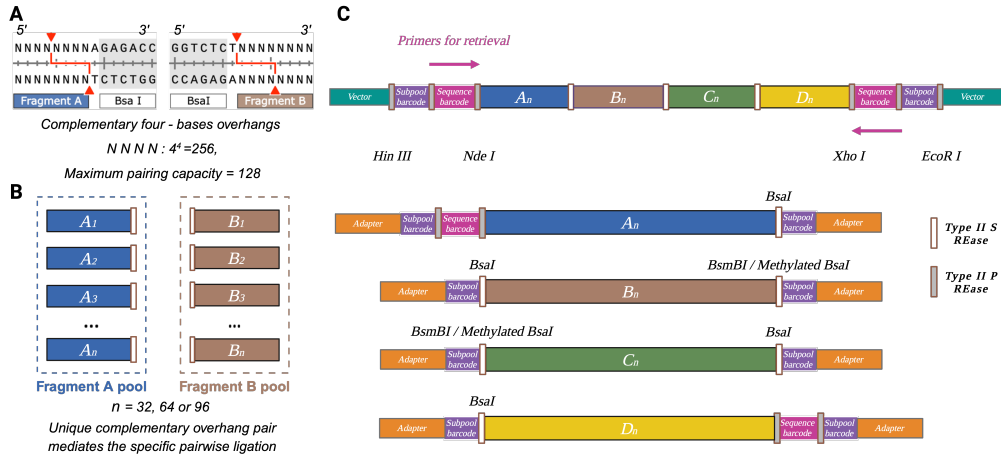 A
5′ 3′ 5′ 3′
NNNNNNNNAGAGACC GGTCTCTNNNNNNNN
NNNNNNNNTCTCTGG CCAGAGANNNNNNNN
Fragment A Bsa I BsaI Fragment B
Complementary four - bases overhangs
N N N N : 4⁴ =256,
Maximum pairing capacity = 128
B
A1 B1
A2 B2
A3 B3
... ...
An Bn
Fragment A pool Fragment B pool
n = 32, 64 or 96
Unique complementary overhang pair
mediates the specific pairwise ligation
C
Primers for retrieval
Vector Subpool barcode Sequence barcode An Bn Cn Dn Sequence barcode Subpool barcode Vector
Hin III Nde I Xho I EcoR I
BsaI
Adapter Subpool barcode Sequence barcode An Subpool barcode Adapter
BsaI BsmBI / Methylated BsaI
Adapter Subpool barcode Bn Subpool barcode Adapter
BsmBI / Methylated BsaI BsaI
Adapter Subpool barcode Cn Subpool barcode Adapter
BsaI
Adapter Subpool barcode Dn Sequence barcode Subpool barcode Adapter
Type II S
REase
Type II P
REase